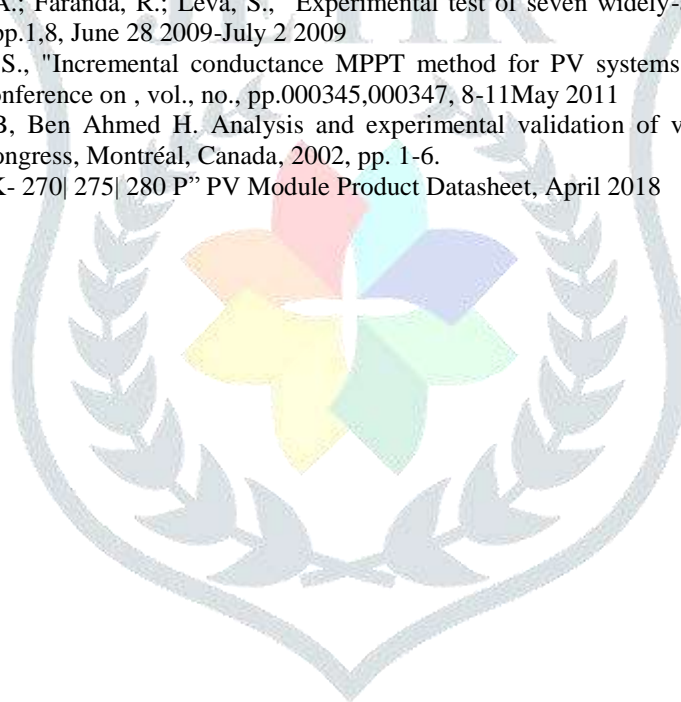 A.; Faranda, R.; Leva, S., "Experimental test of seven widely-
pp.1,8, June 28 2009-July 2 2009
S., "Incremental conductance MPPT method for PV systems
onference on , vol., no., pp.000345,000347, 8-11May 2011
B, Ben Ahmed H. Analysis and experimental validation of v
ongress, Montréal, Canada, 2002, pp. 1-6.
K- 270| 275| 280 P” PV Module Product Datasheet, April 2018